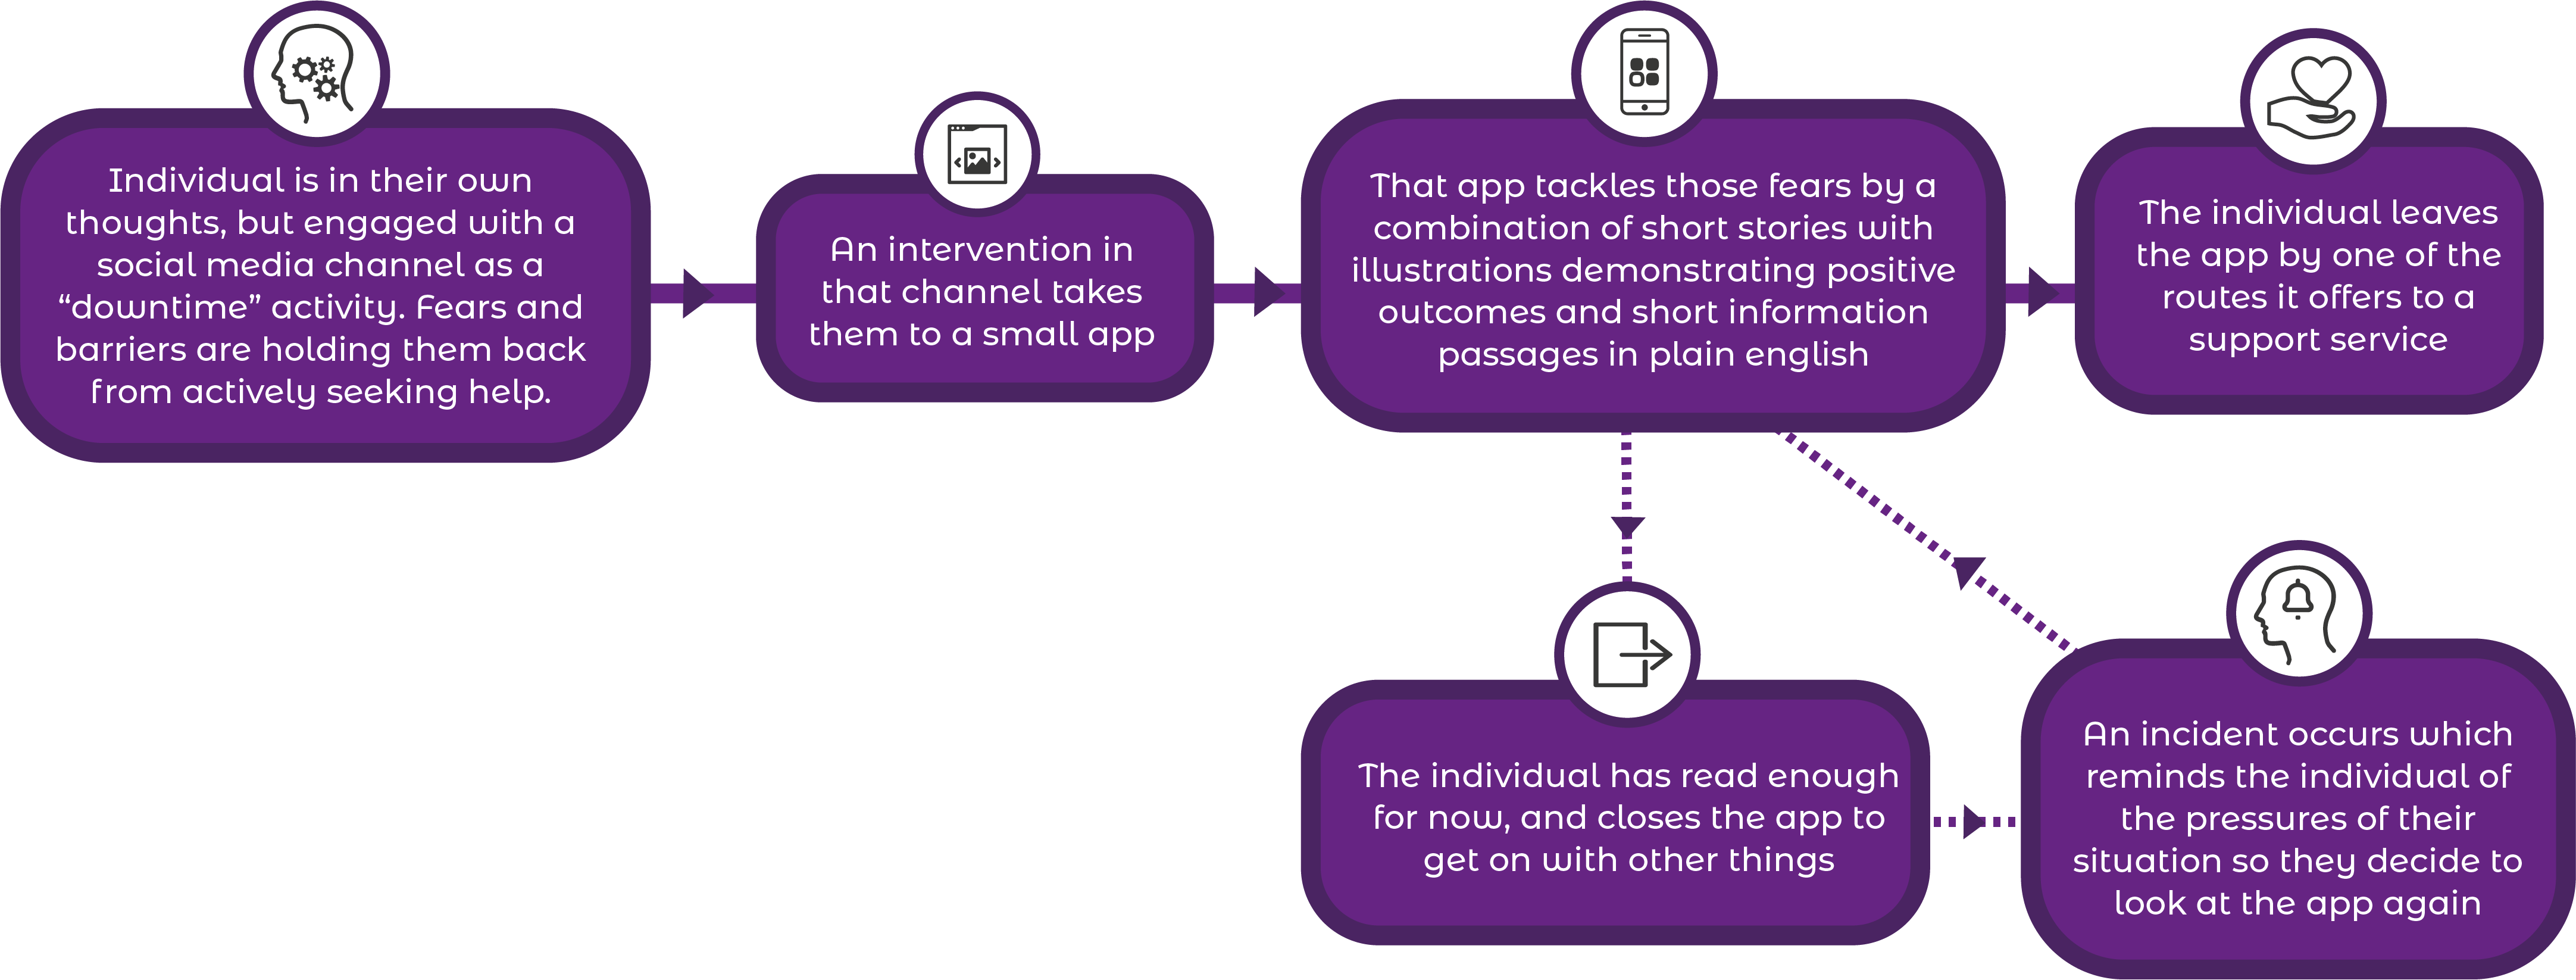 Individual is in their own
thoughts, but engaged with a
social media channel as a
“downtime” activity. Fears and
barriers are holding them back
from actively seeking help.
An intervention in
that channel takes
them to a small app
That app tackles those fears by a
combination of short stories with
illustrations demonstrating positive
outcomes and short information
passages in plain english
The individual leaves
the app by one of the
routes it offers to a
support service
The individual has read enough
for now, and closes the app to
get on with other things
An incident occurs which
reminds the individual of
the pressures of their
situation so they decide to
look at the app again